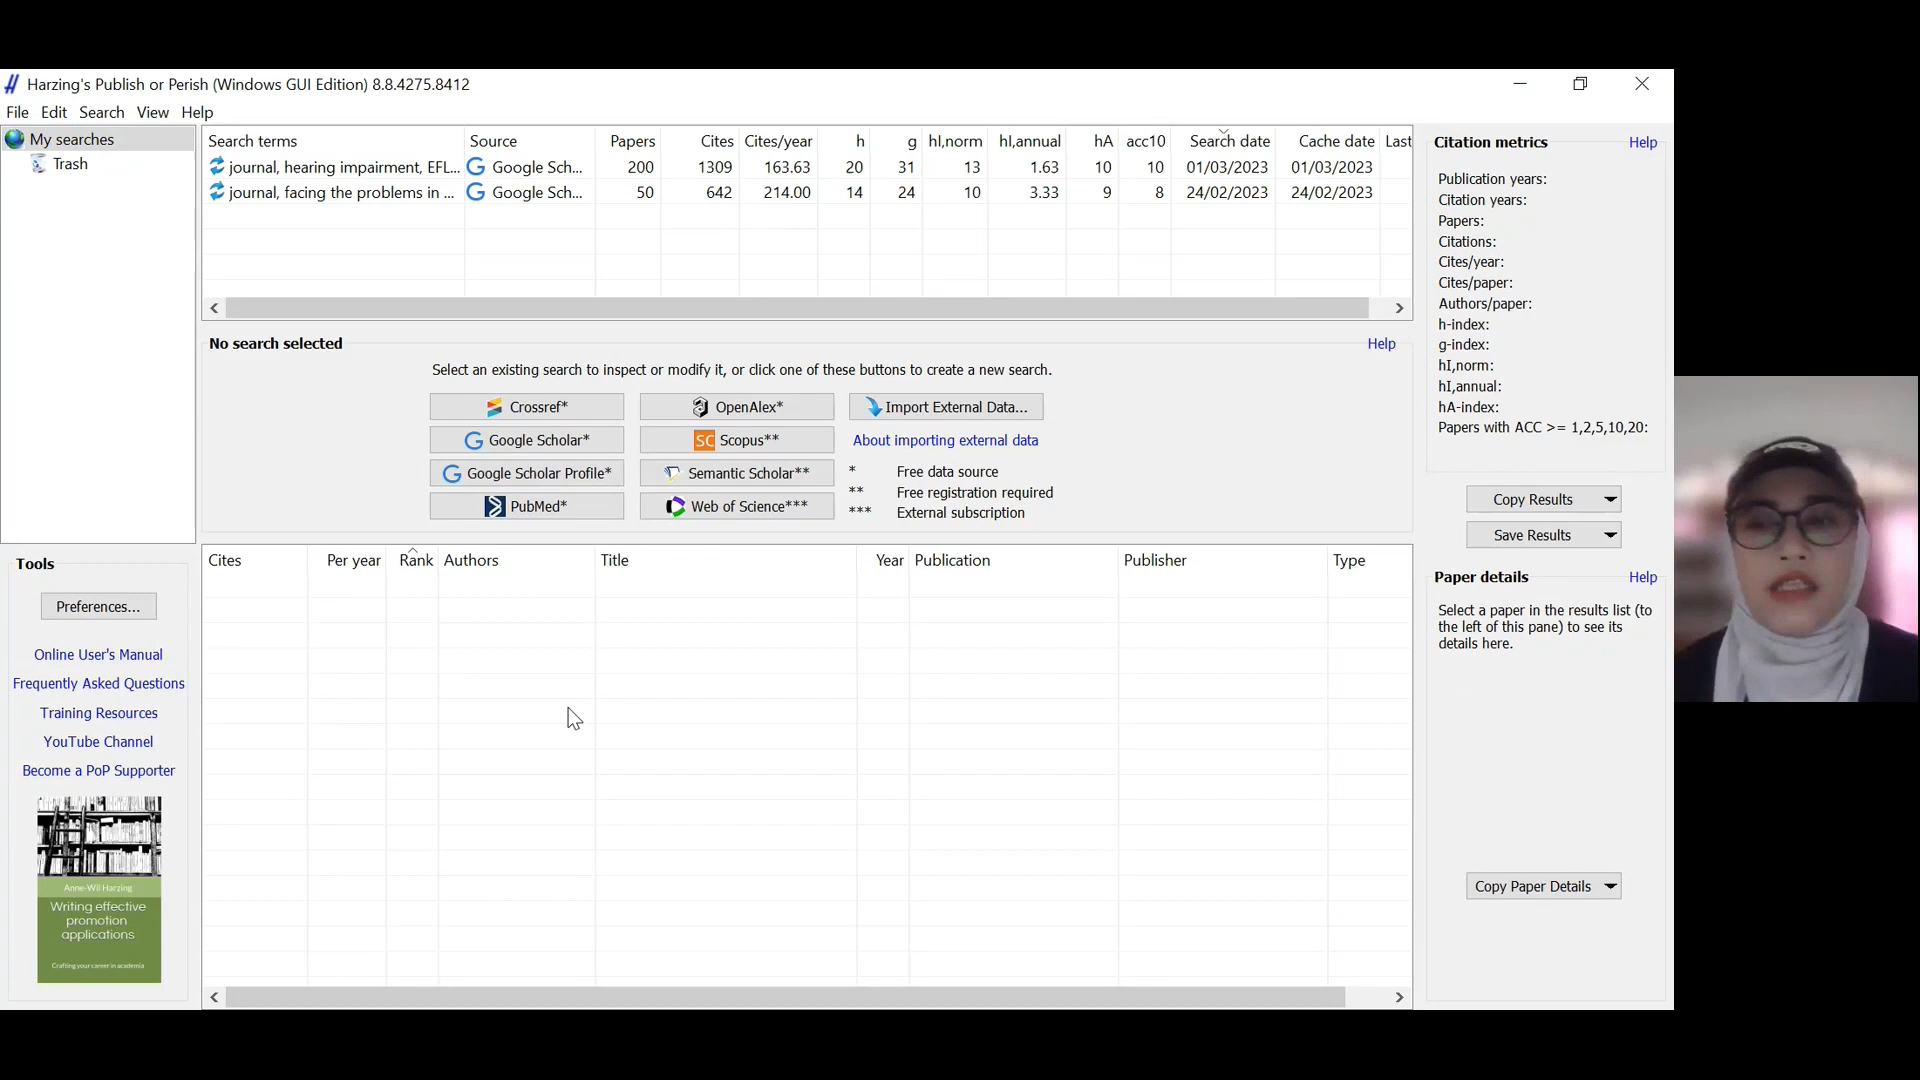 Harzing's Publish or Perish (Windows GUI Edition) 8.8.4275.8412
File Edit Search View Help
My searches
Trash
Search terms Source Papers Cites Cites/year h g hI,norm hI,annual hA acc10 Search date Cache date Last
journal, hearing impairment, EFL... Google Sch... 200 1309 163.63 20 31 13 1.63 10 10 01/03/2023 01/03/2023
journal, facing the problems in ... Google Sch... 50 642 214.00 14 24 10 3.33 9 8 24/02/2023 24/02/2023
No search selected Help
Select an existing search to inspect or modify it, or click one of these buttons to create a new search.
Crossref* OpenAlex* Import External Data...
Google Scholar* SC Scopus** About importing external data
Google Scholar Profile* Semantic Scholar**
PubMed* Web of Science***
* Free data source
** Free registration required
*** External subscription
Cites Per year Rank Authors Title Year Publication Publisher Type
Citation metrics Help
Publication years:
Citation years:
Papers:
Citations:
Cites/year:
Cites/paper:
Authors/paper:
h-index:
g-index:
hI,norm:
hI,annual:
hA-index:
Papers with ACC >= 1,2,5,10,20:
Copy Results
Save Results
Paper details Help
Select a paper in the results list (to
the left of this pane) to see its
details here.
Copy Paper Details
Tools
Preferences...
Online User's Manual
Frequently Asked Questions
Training Resources
YouTube Channel
Become a PoP Supporter
Anne-Wil Harzing
Writing effective
promotion
applications
Crafting your career in academia